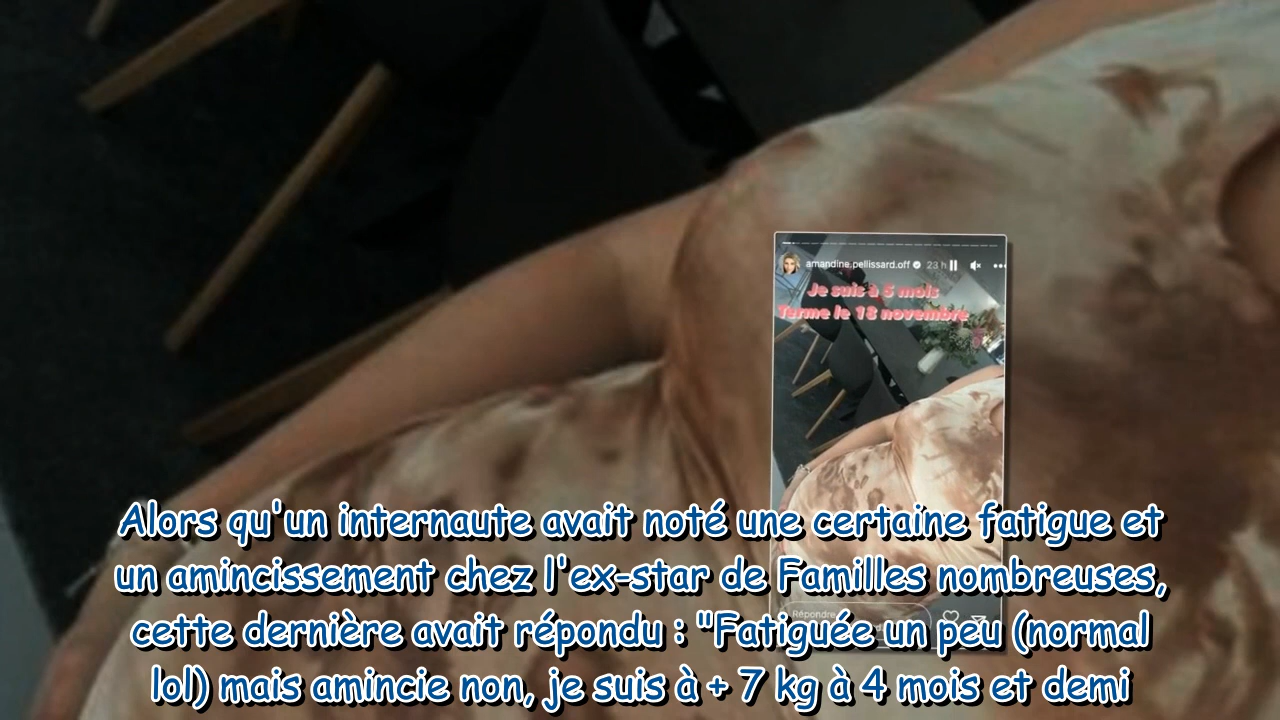 amandine.pellissard.off 23 h
Je suis à 5 mois
Terme le 18 novembre
Alors qu'un internaute avait noté une certaine fatigue et
un amincissement chez l'ex-star de Familles nombreuses,
cette dernière avait répondu : "Fatiguée un peu (normal
lol) mais amincie non, je suis à + 7 kg à 4 mois et demi
Répondre